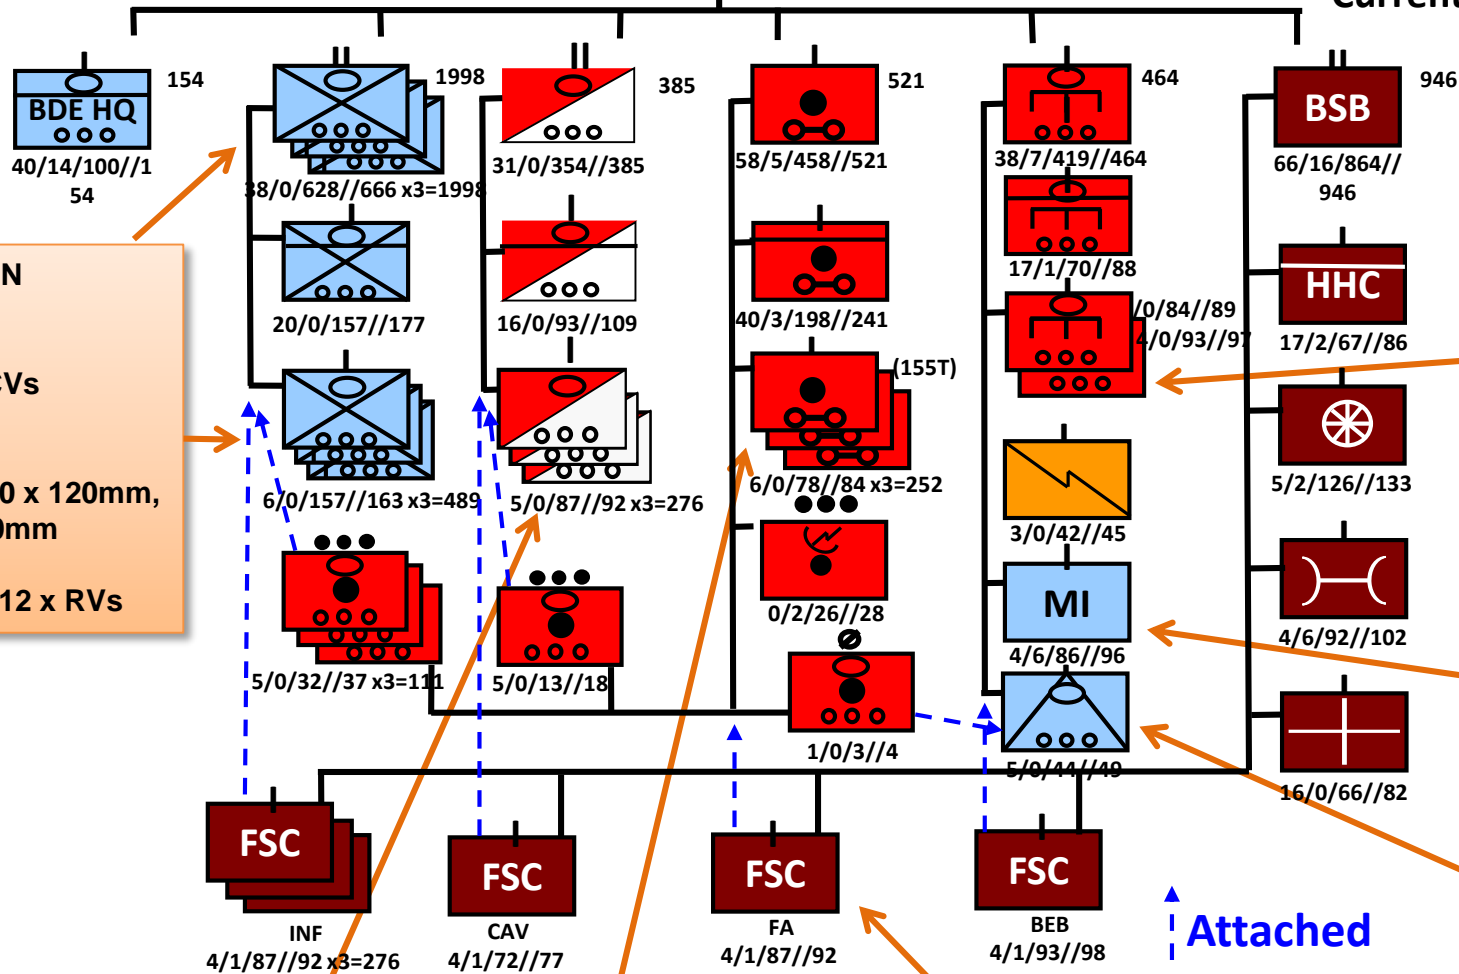 Current
154
BDE HQ
40/14/100//1
54
1998
38/0/628//666 x3=1998
385
31/0/354//385
521
58/5/458//521
464
38/7/419//464
946
BSB
66/16/864//
946
N
CVs
0 x 120mm,
0mm
12 x RVs
20/0/157//177
16/0/93//109
40/3/198//241
17/1/70//88
HHC
17/2/67//86
6/0/157//163 x3=489
5/0/87//92 x3=276
(155T)
6/0/78//84 x3=252
/0/84//89
4/0/93//97
5/2/126//133
3/0/42//45
5/0/32//37 x3=111
5/0/13//18
0/2/26//28
MI
4/6/86//96
4/6/92//102
1/0/3//4
5/0/44//49
16/0/66//82
FSC
INF
4/1/87//92 x3=276
FSC
CAV
4/1/72//77
FSC
FA
4/1/87//92
FSC
BEB
4/1/93//98
Attached